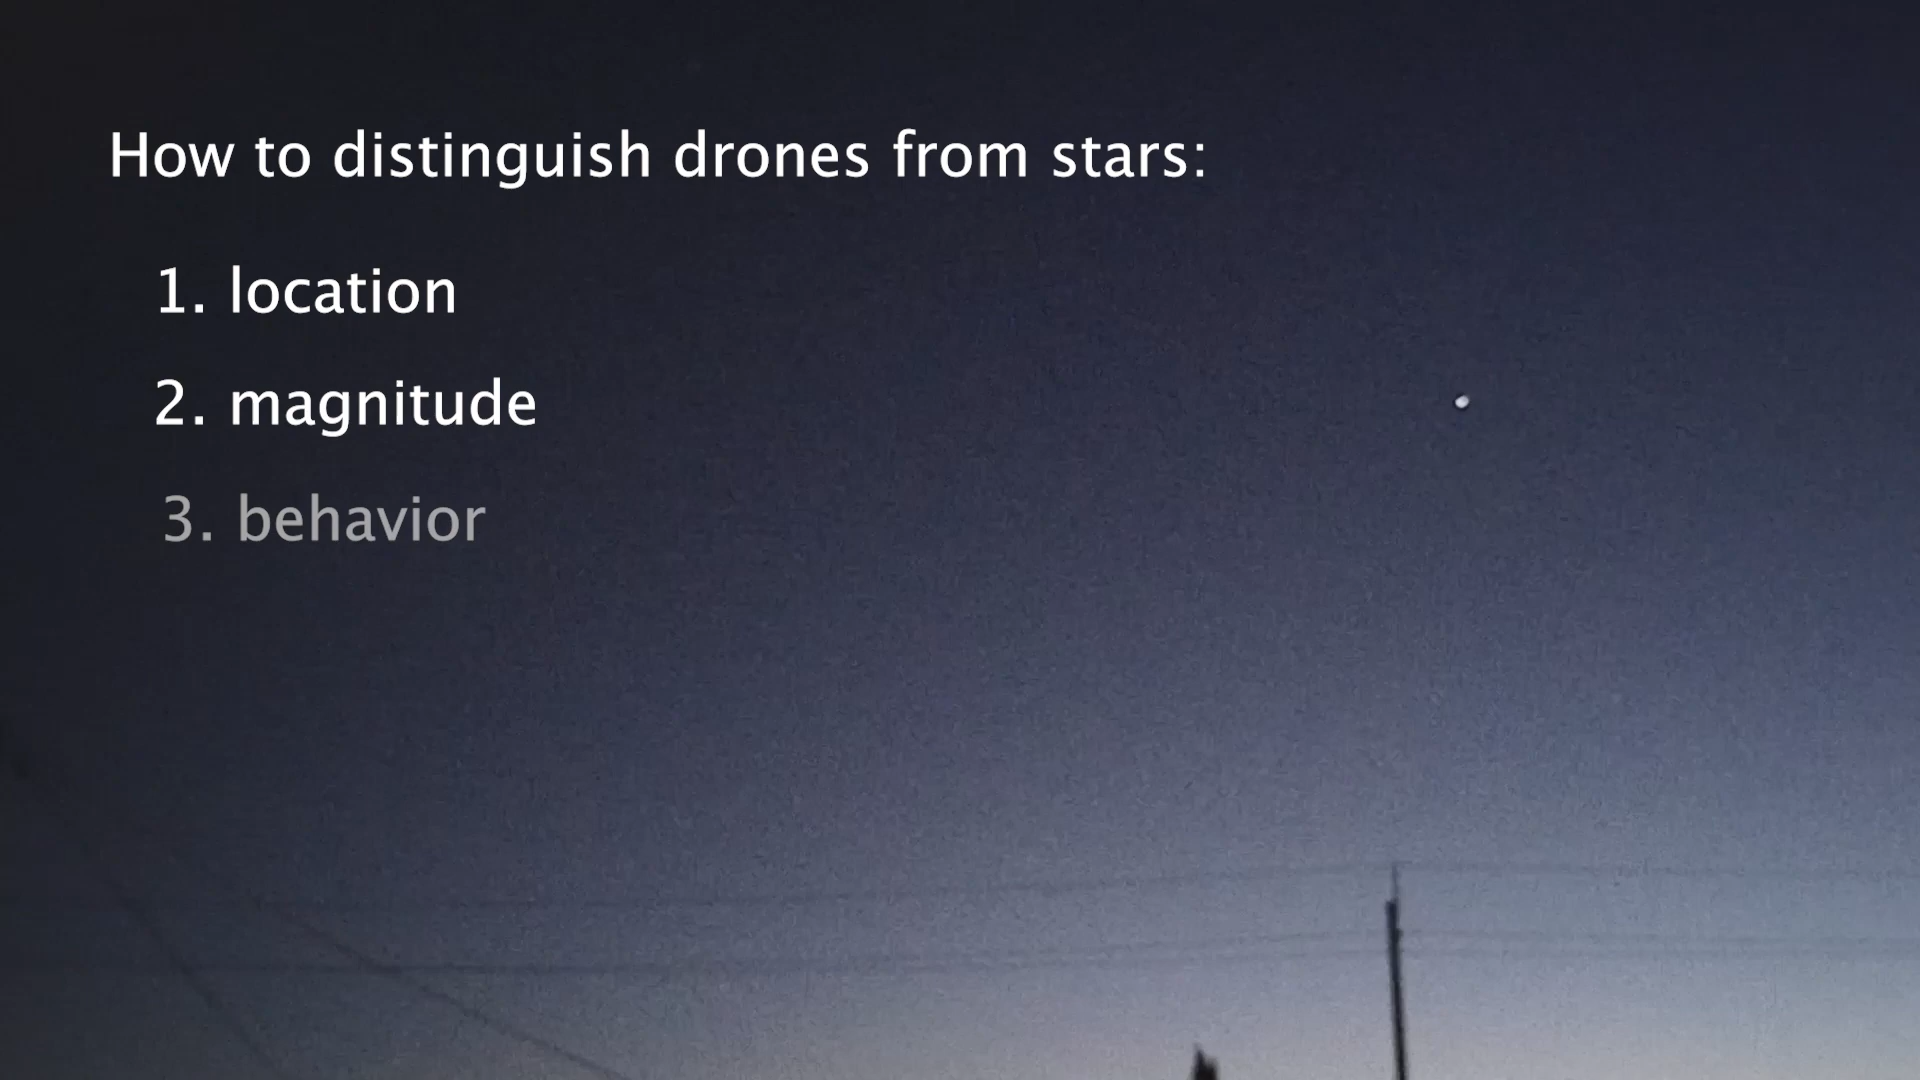 How to distinguish drones from stars:
1. location
2. magnitude
3. behavior